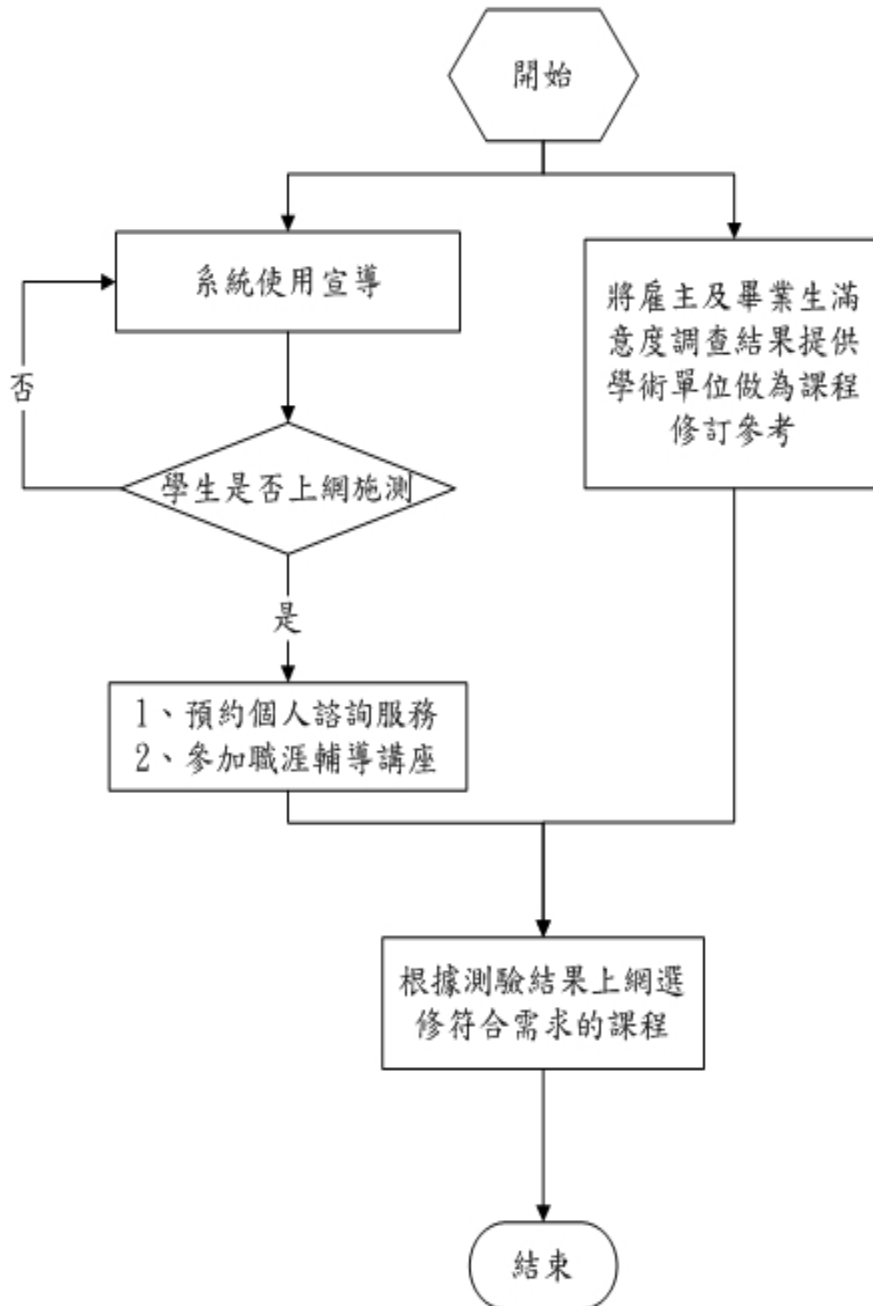 開始
系統使用宣導
將雇主及畢業生滿
意度調查結果提供
學術單位做為課程
修訂參考
否
學生是否上網施測
是
1、預約個人諮詢服務
2、參加職涯輔導講座
根據測驗結果上網選
修符合需求的課程
結束